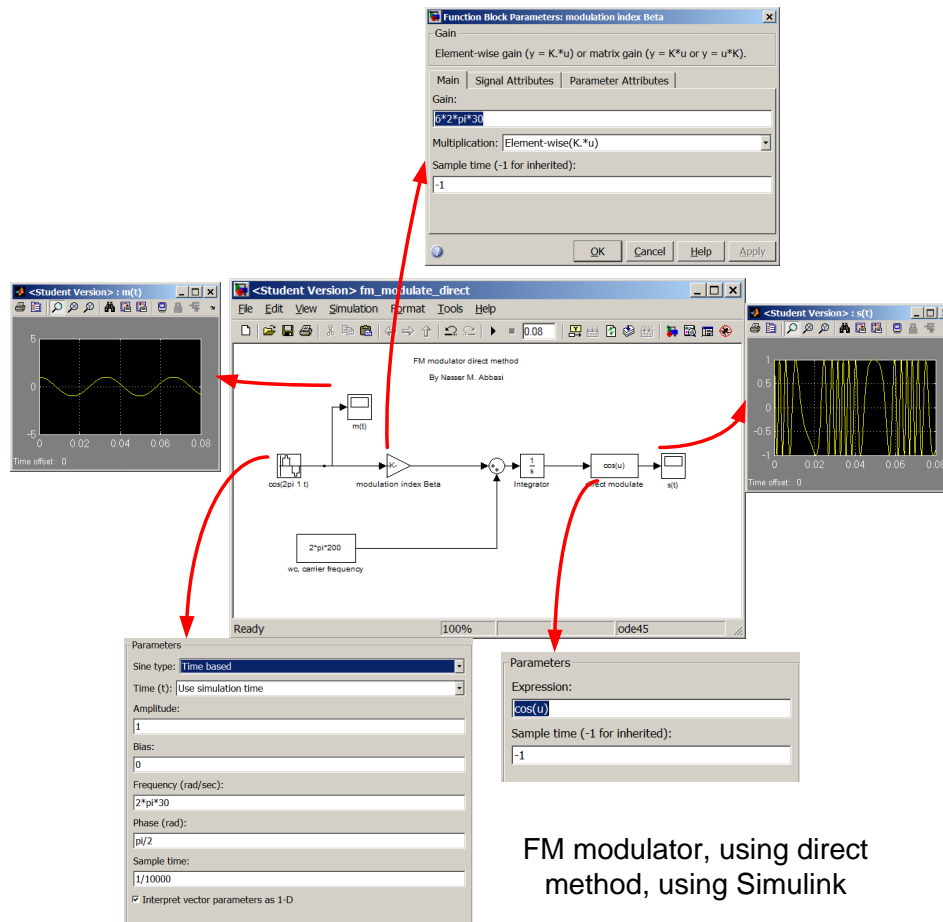 Function Block Parameters: modulation index Beta
Gain
Element-wise gain (y = K.*u) or matrix gain (y = K*u or y = u*K).
Main Signal Attributes Parameter Attributes
Gain:
6*2*pi*30
Multiplication: Element-wise(K.*u)
Sample time (-1 for inherited):
-1
OK Cancel Help Apply
<Student Version> : m(t)
5
0
-5
0 0.02 0.04 0.06 0.08
Time offset: 0
<Student Version> fm_modulate_direct
File Edit View Simulation Format Tools Help
0.08
FM modulator direct method
By Nasser M. Abbasi
m(t)
cos(2pi 1 t)
-K-
modulation index Beta
1
s
Integrator
cos(u)
direct modulate
s(t)
2*pi*200
wc, carrier frequency
Ready 100% ode45
<Student Version> : s(t)
1
0.5
0
-0.5
-1
0 0.02 0.04 0.06 0.08
Time offset: 0
Parameters
Sine type: Time based
Time (t): Use simulation time
Amplitude:
1
Bias:
0
Frequency (rad/sec):
2*pi*30
Phase (rad):
pi/2
Sample time:
1/10000
Interpret vector parameters as 1-D
Parameters
Expression:
cos(u)
Sample time (-1 for inherited):
-1
FM modulator, using direct
method, using Simulink